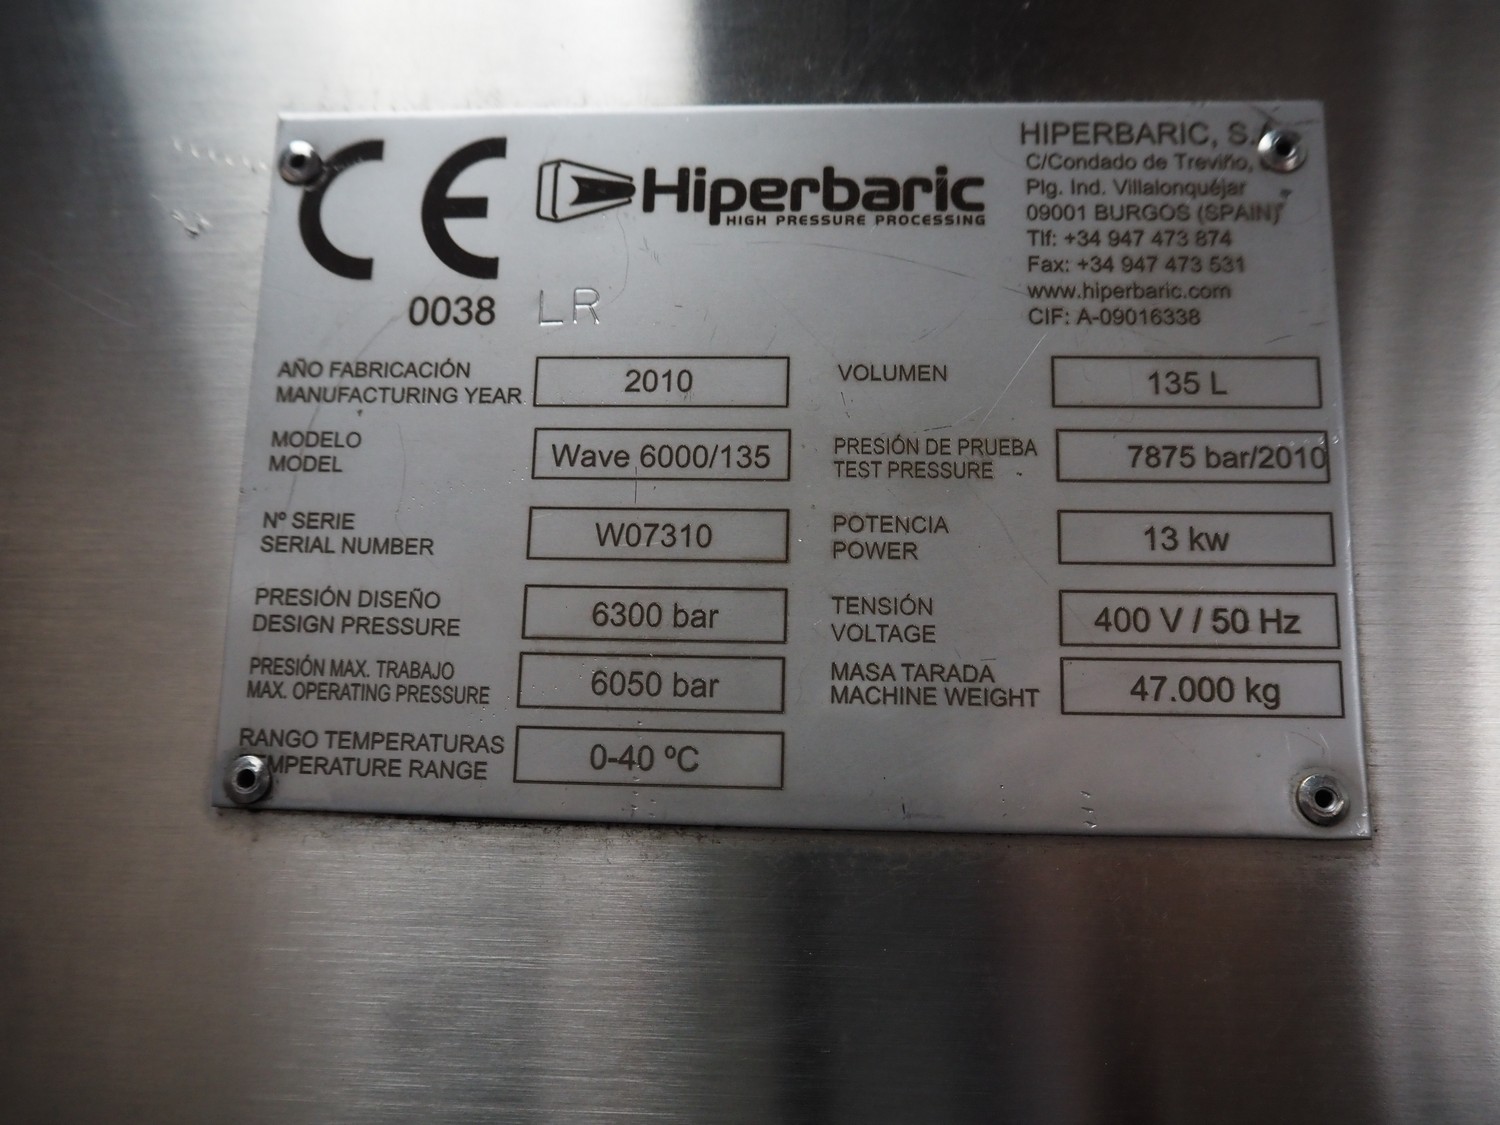 CE
0038 LR
Hiperbaric
HIGH PRESSURE PROCESSING
HIPERBARIC, S.
C/Condado de Treviño,
Plg. Ind. Villalonquéjar
09001 BURGOS (SPAIN)
Tlf: +34 947 473 874
Fax: +34 947 473 531
www.hiperbaric.com
CIF: A-09016338
AÑO FABRICACIÓN
MANUFACTURING YEAR
2010
MODELO
MODEL
Wave 6000/135
Nº SERIE
SERIAL NUMBER
W07310
PRESIÓN DISEÑO
DESIGN PRESSURE
6300 bar
PRESIÓN MAX. TRABAJO
MAX. OPERATING PRESSURE
6050 bar
RANGO TEMPERATURAS
TEMPERATURE RANGE
0-40 ºC
VOLUMEN
135 L
PRESIÓN DE PRUEBA
TEST PRESSURE
7875 bar/2010
POTENCIA
POWER
13 kw
TENSIÓN
VOLTAGE
400 V / 50 Hz
MASA TARADA
MACHINE WEIGHT
47.000 kg